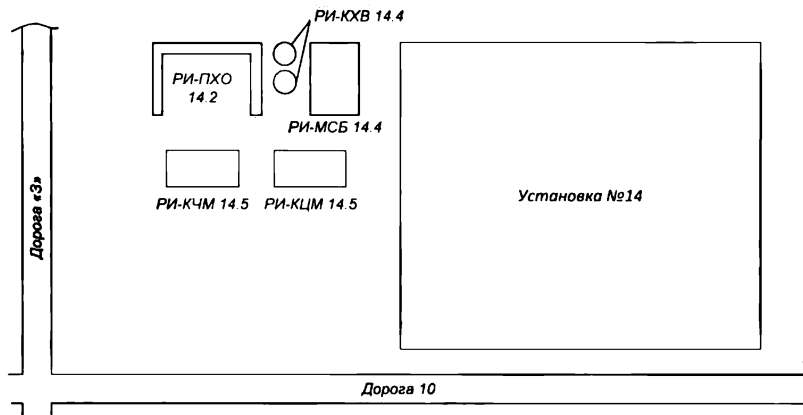 РИ-КХВ 14.4
РИ-ПХО
14.2
РИ-МСБ 14.4
РИ-КЧМ 14.5
РИ-КЦМ 14.5
Установка №14
Дорога «З»
Дорога 10